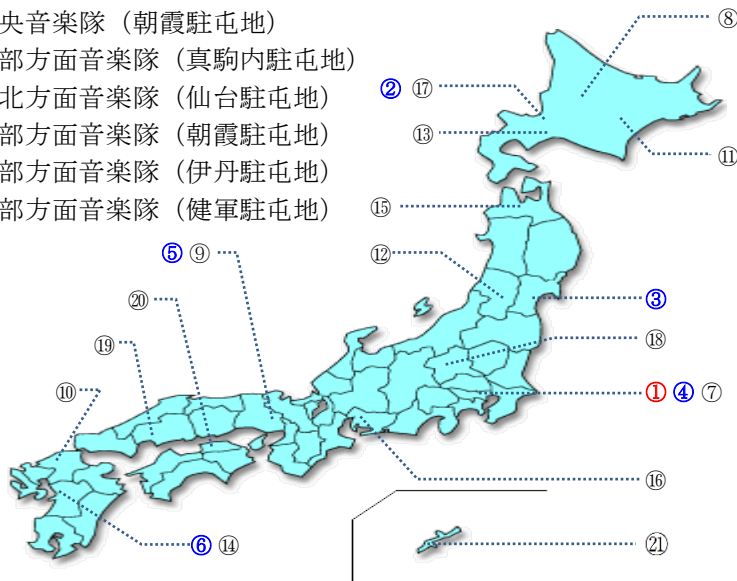 央音楽隊（朝霞駐屯地）
部方面音楽隊（真駒内駐屯地）
北方面音楽隊（仙台駐屯地）
部方面音楽隊（朝霞駐屯地）
部方面音楽隊（伊丹駐屯地）
部方面音楽隊（健軍駐屯地）
⑧
② ⑰
⑬
⑪
⑮
⑤ ⑨
⑫
⑳
③
⑲
⑱
⑩
① ④ ⑦
⑯
⑥ ⑭
㉑